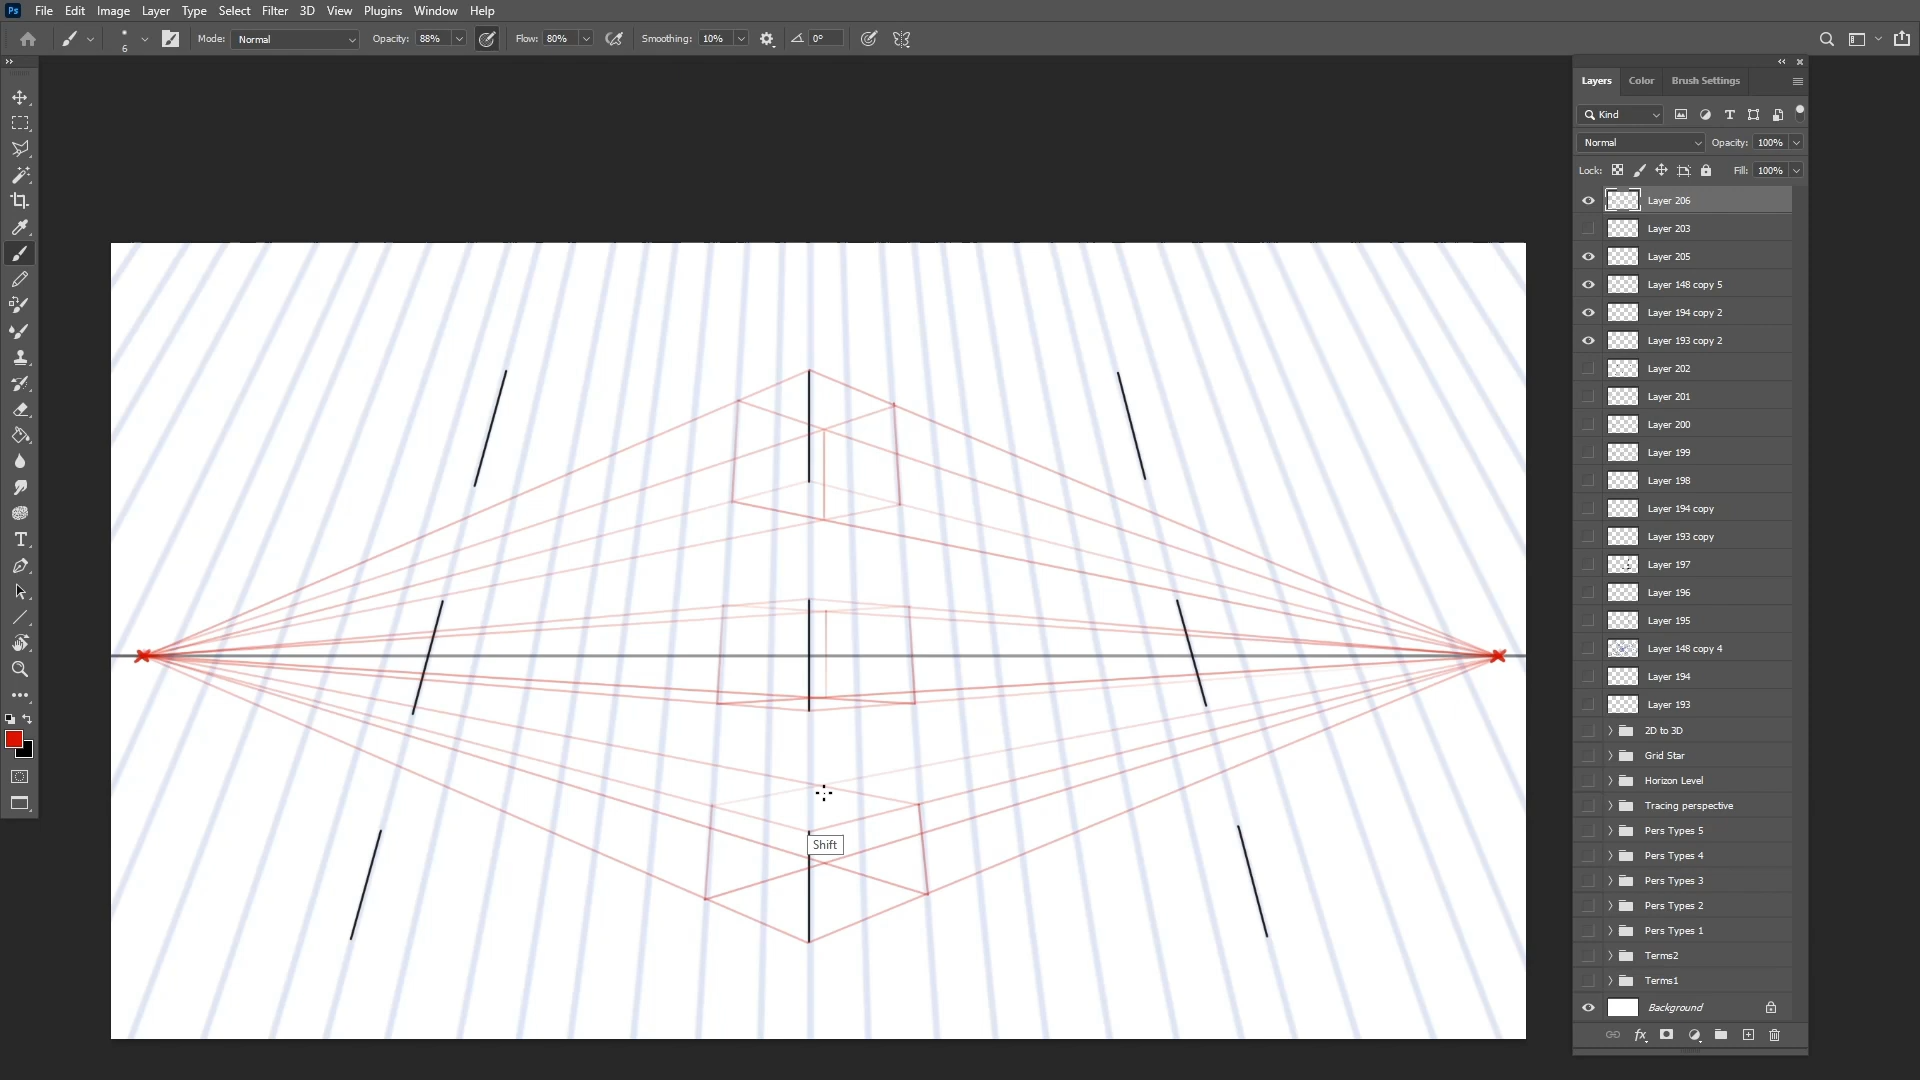 Ps File Edit Image Layer Type Select Filter 3D View Plugins Window Help
6 Mode: Normal Opacity: 88% Flow: 80% Smoothing: 10% 0°
Layers Color Brush Settings
Kind
Normal Opacity: 100%
Lock: Fill: 100%
Layer 206
Layer 203
Layer 205
Layer 148 copy 5
Layer 194 copy 2
Layer 193 copy 2
Layer 202
Layer 201
Layer 200
Layer 199
Layer 198
Layer 194 copy
Layer 193 copy
Layer 197
Layer 196
Layer 195
Layer 148 copy 4
Layer 194
Layer 193
2D to 3D
Grid Star
Horizon Level
Tracing perspective
Pers Types 5
Shift
Pers Types 4
Pers Types 3
Pers Types 2
Pers Types 1
Terms2
Terms1
Background
fx